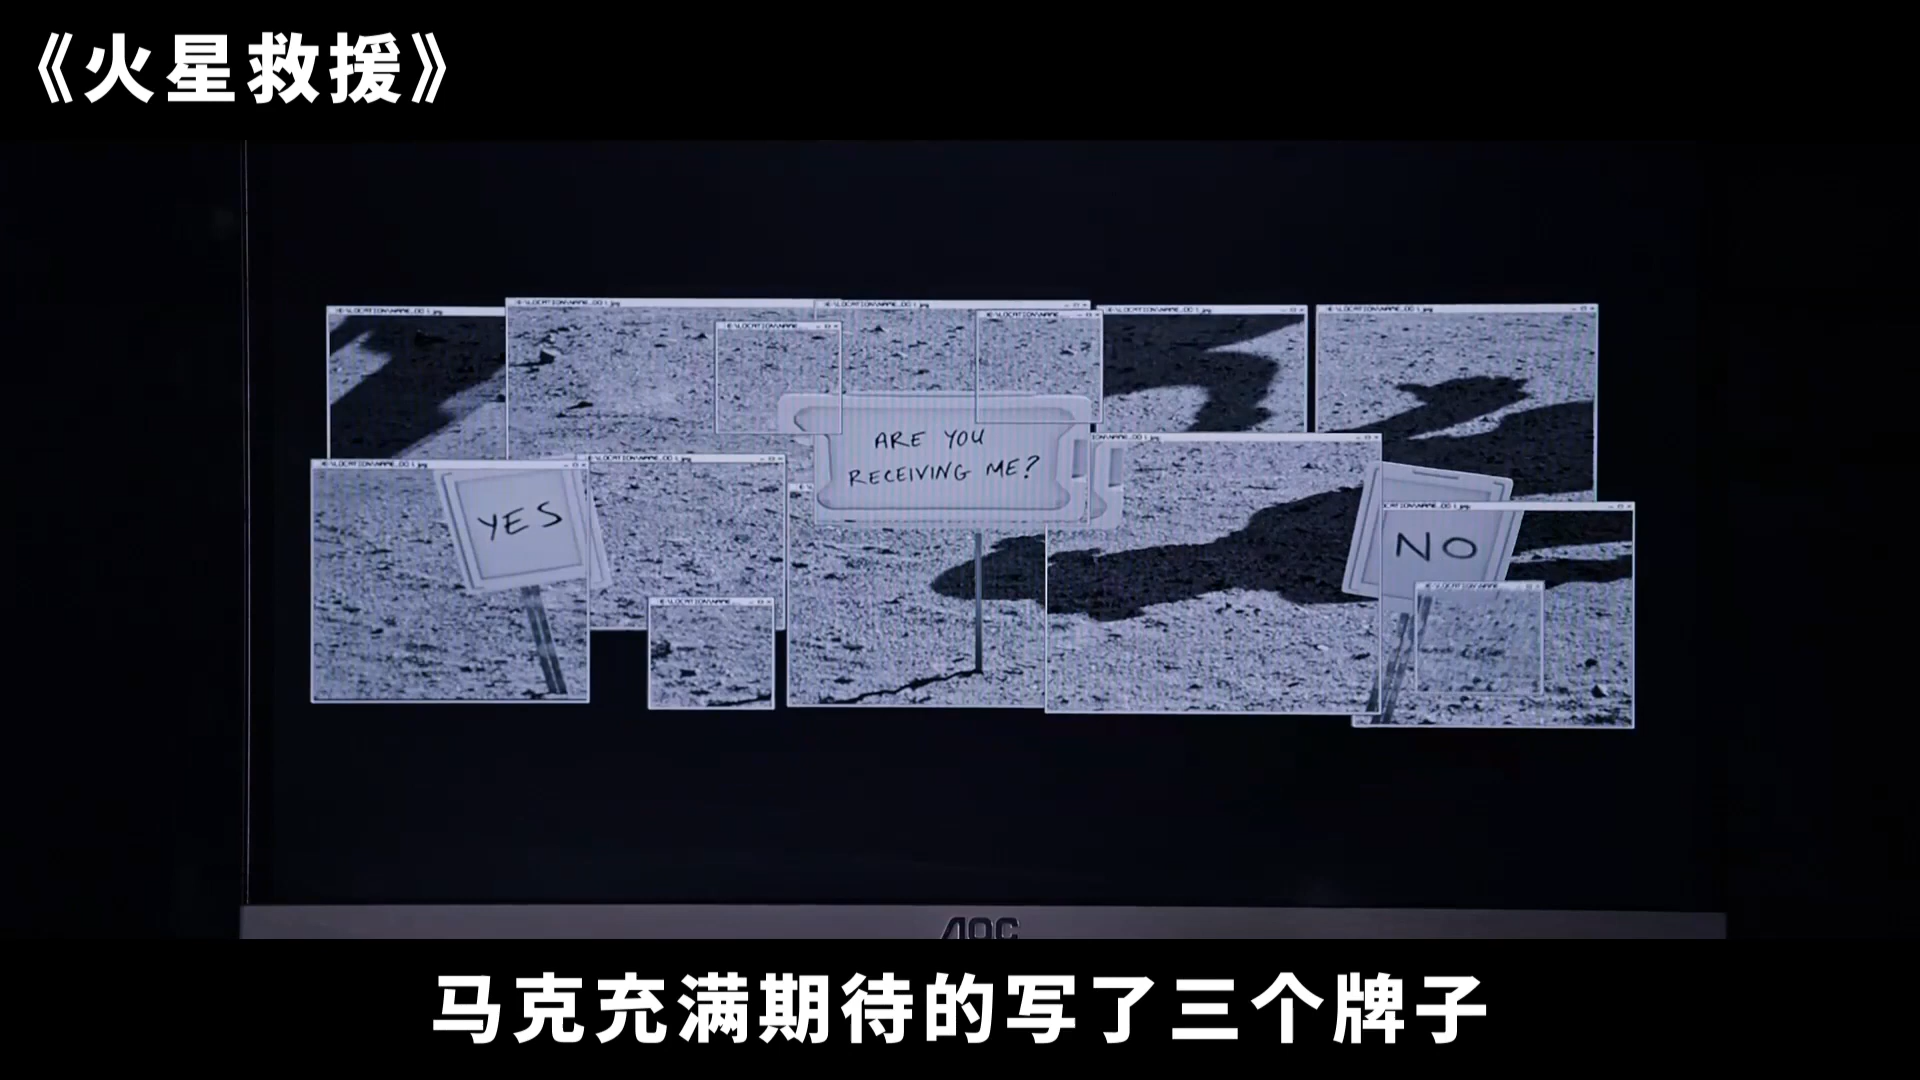 《火星救援》
ARE YOU
RECEIVING ME?
YES
NO
AOC
马克充满期待的写了三个牌子